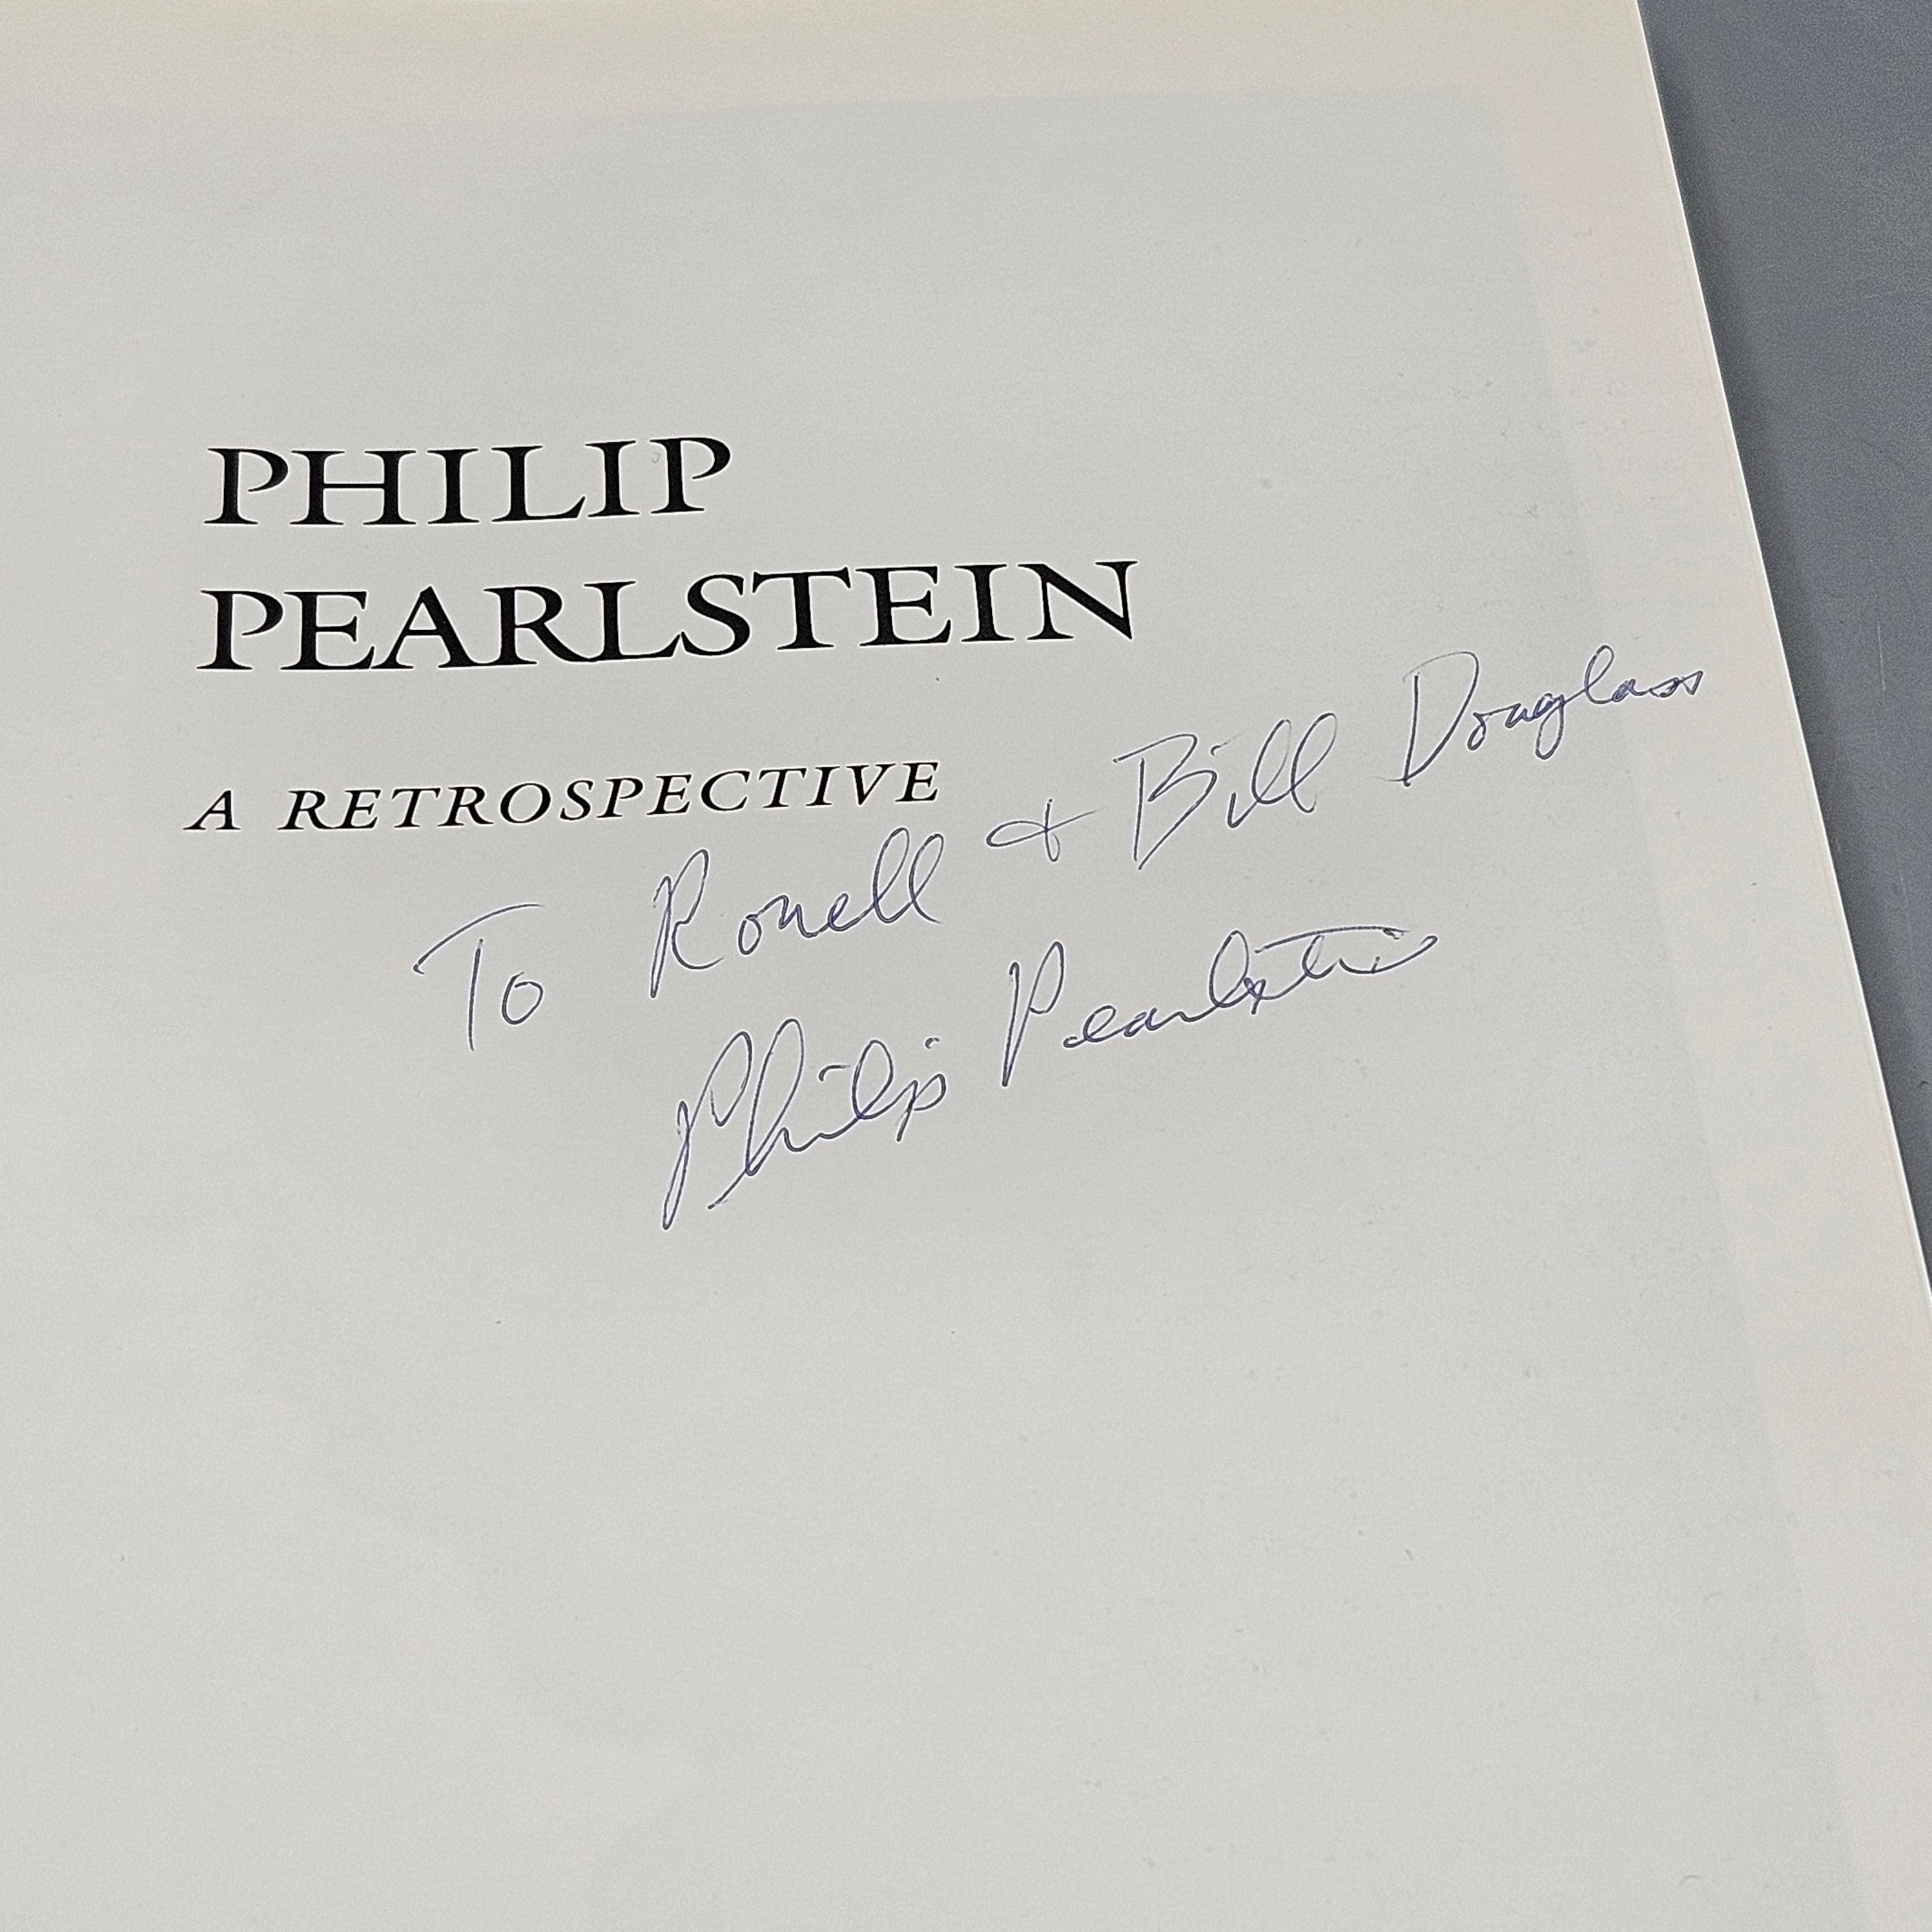 PHILIP
PEARLSTEIN
A RETROSPECTIVE
To Ronell + Bill Douglass
Philip Pearlstein